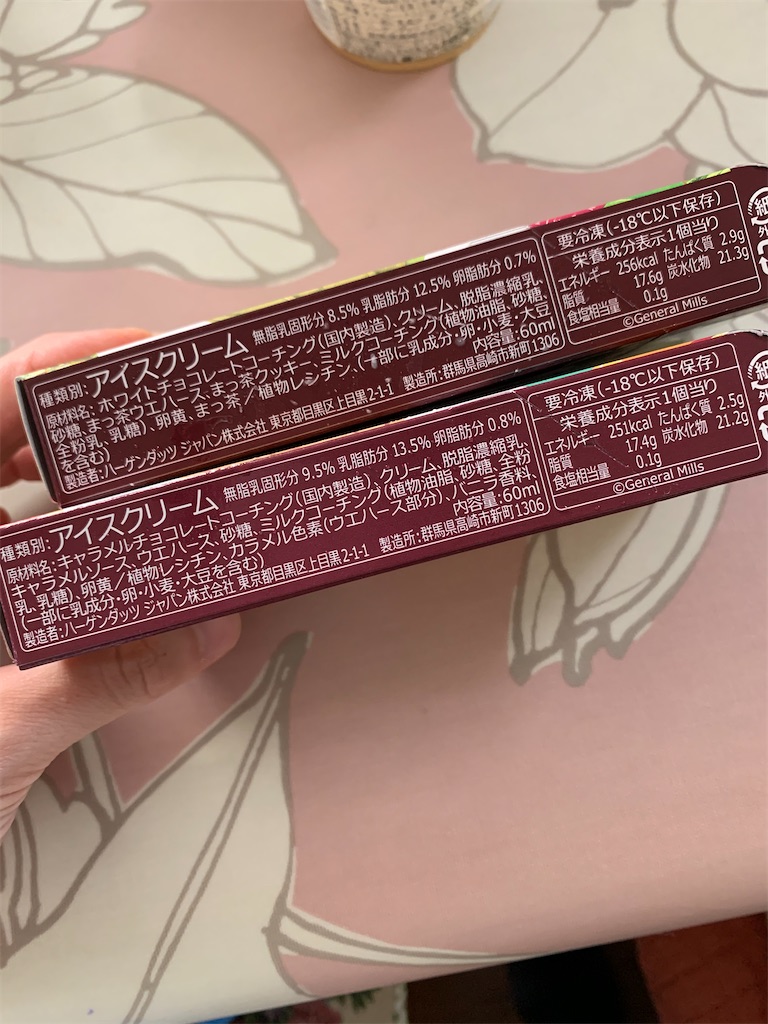 種類別:アイスクリーム 無脂乳固形分 8.5% 乳脂肪分 12.5% 卵脂肪分 0.7%
原材料名:ホワイトチョコレートコーチング(国内製造)、クリーム、脱脂濃縮乳、
砂糖、まっ茶ウエハース、まっ茶クッキー、ミルクコーチング(植物油脂、砂糖、
全粉乳、乳糖)、卵黄、まっ茶/植物レシチン、(一部に乳成分・卵・小麦・大豆
を含む) 内容量:60ml
製造者:ハーゲンダッツ ジャパン株式会社 東京都目黒区上目黒2-1-1 製造所:群馬県高崎市新町1306
要冷凍(-18℃以下保存)
栄養成分表示1個当り
エネルギー 256kcal たんぱく質 2.9g
脂質 17.6g 炭水化物 21.3g
食塩相当量 0.1g
©General Mills
紙
外
種類別:アイスクリーム 無脂乳固形分 9.5% 乳脂肪分 13.5% 卵脂肪分 0.8%
原材料名:キャラメルチョコレートコーチング(国内製造)、クリーム、脱脂濃縮乳、
キャラメルソース、ウエハース、砂糖、ミルクコーチング(植物油脂、砂糖、全粉
乳、乳糖)、卵黄/植物レシチン、カラメル色素(ウエハース部分)、バニラ香料、
(一部に乳成分・卵・小麦・大豆を含む) 内容量:60ml
製造者:ハーゲンダッツ ジャパン株式会社 東京都目黒区上目黒2-1-1 製造所:群馬県高崎市新町1306
要冷凍(-18℃以下保存)
栄養成分表示1個当り
エネルギー 251kcal たんぱく質 2.5g
脂質 17.4g 炭水化物 21.2g
食塩相当量 0.1g
©General Mills